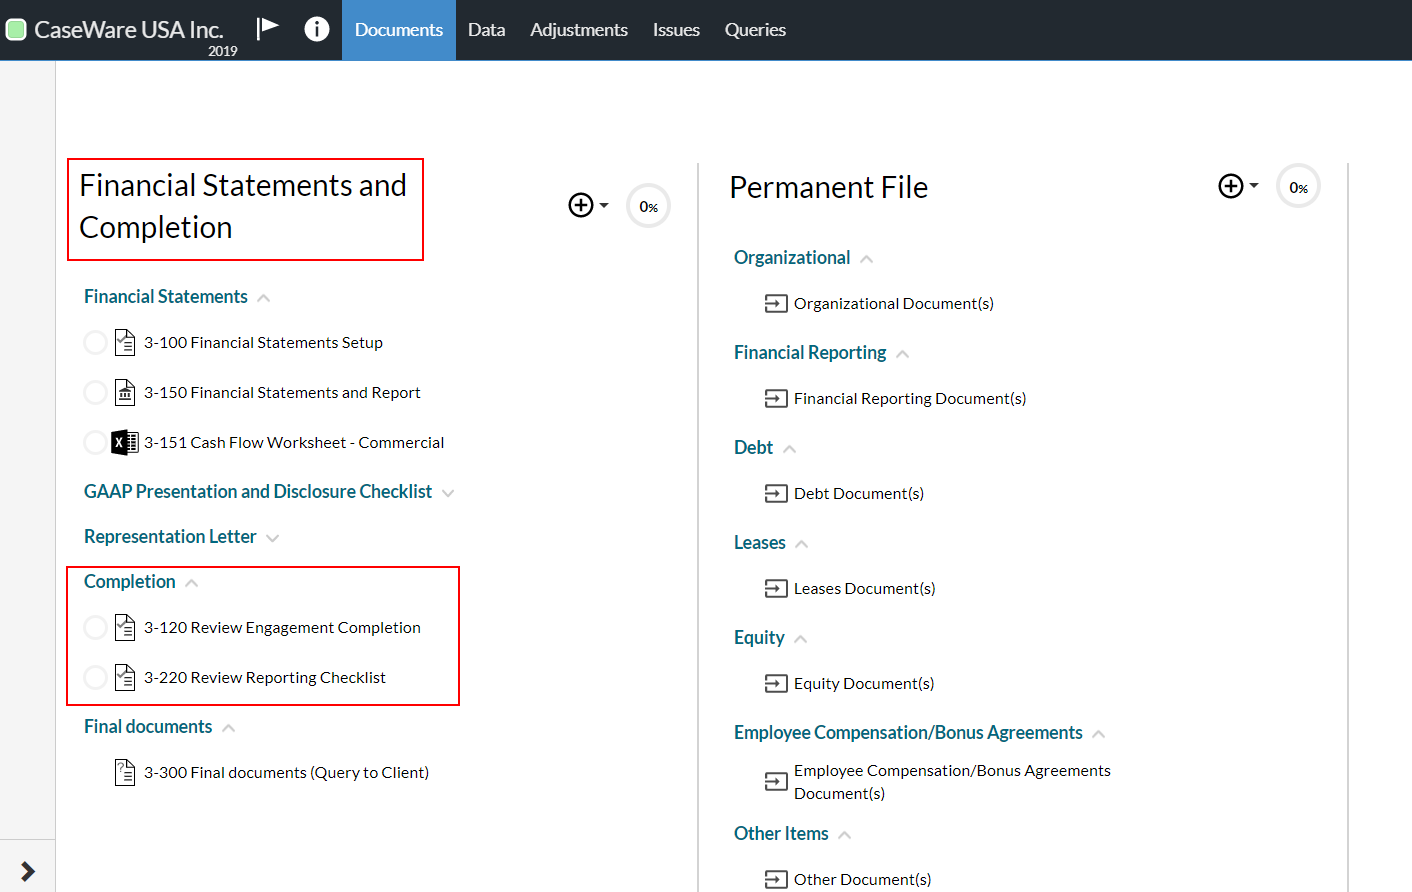 CaseWare USA Inc.
2019
Documents
Data
Adjustments
Issues
Queries
Financial Statements and
Completion
0%
Financial Statements
3-100 Financial Statements Setup
3-150 Financial Statements and Report
3-151 Cash Flow Worksheet - Commercial
GAAP Presentation and Disclosure Checklist
Representation Letter
Completion
3-120 Review Engagement Completion
3-220 Review Reporting Checklist
Final documents
3-300 Final documents (Query to Client)
Permanent File
0%
Organizational
Organizational Document(s)
Financial Reporting
Financial Reporting Document(s)
Debt
Debt Document(s)
Leases
Leases Document(s)
Equity
Equity Document(s)
Employee Compensation/Bonus Agreements
Employee Compensation/Bonus Agreements
Document(s)
Other Items
Other Document(s)